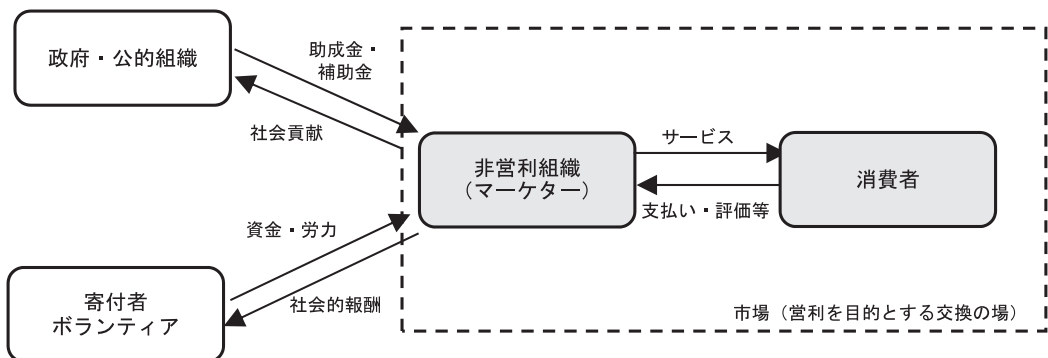 政府・公的組織
助成金・
補助金
社会貢献
非営利組織
（マーケター）
サービス
支払い・評価等
消費者
資金・労力
社会的報酬
寄付者
ボランティア
市場（営利を目的とする交換の場）